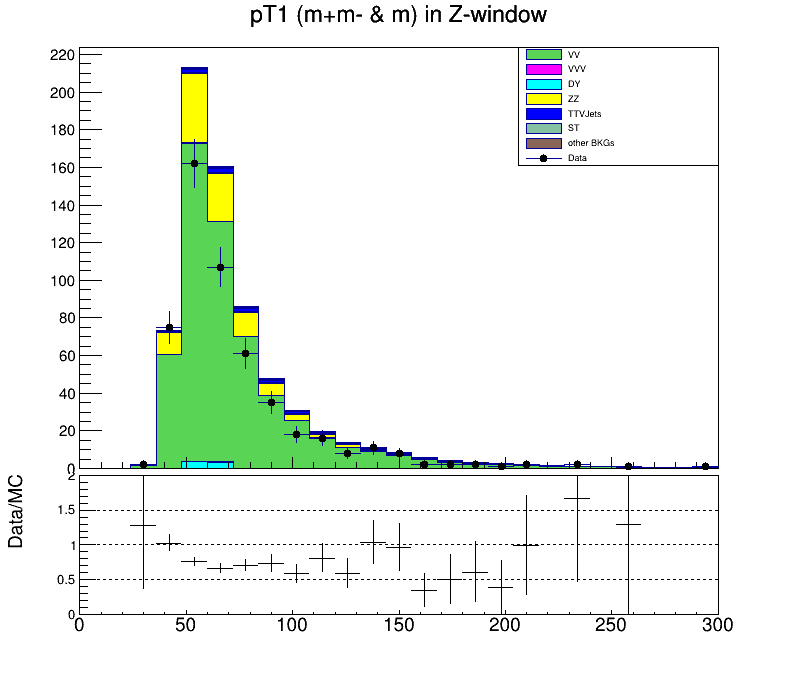 pT1 (m+m- & m) in Z-window
220
200
180
160
140
120
100
80
60
40
20
0
VV
VVV
DY
ZZ
TTVJets
ST
other BKGs
Data
Data/MC
2
1.5
1
0.5
0
0 50 100 150 200 250 300